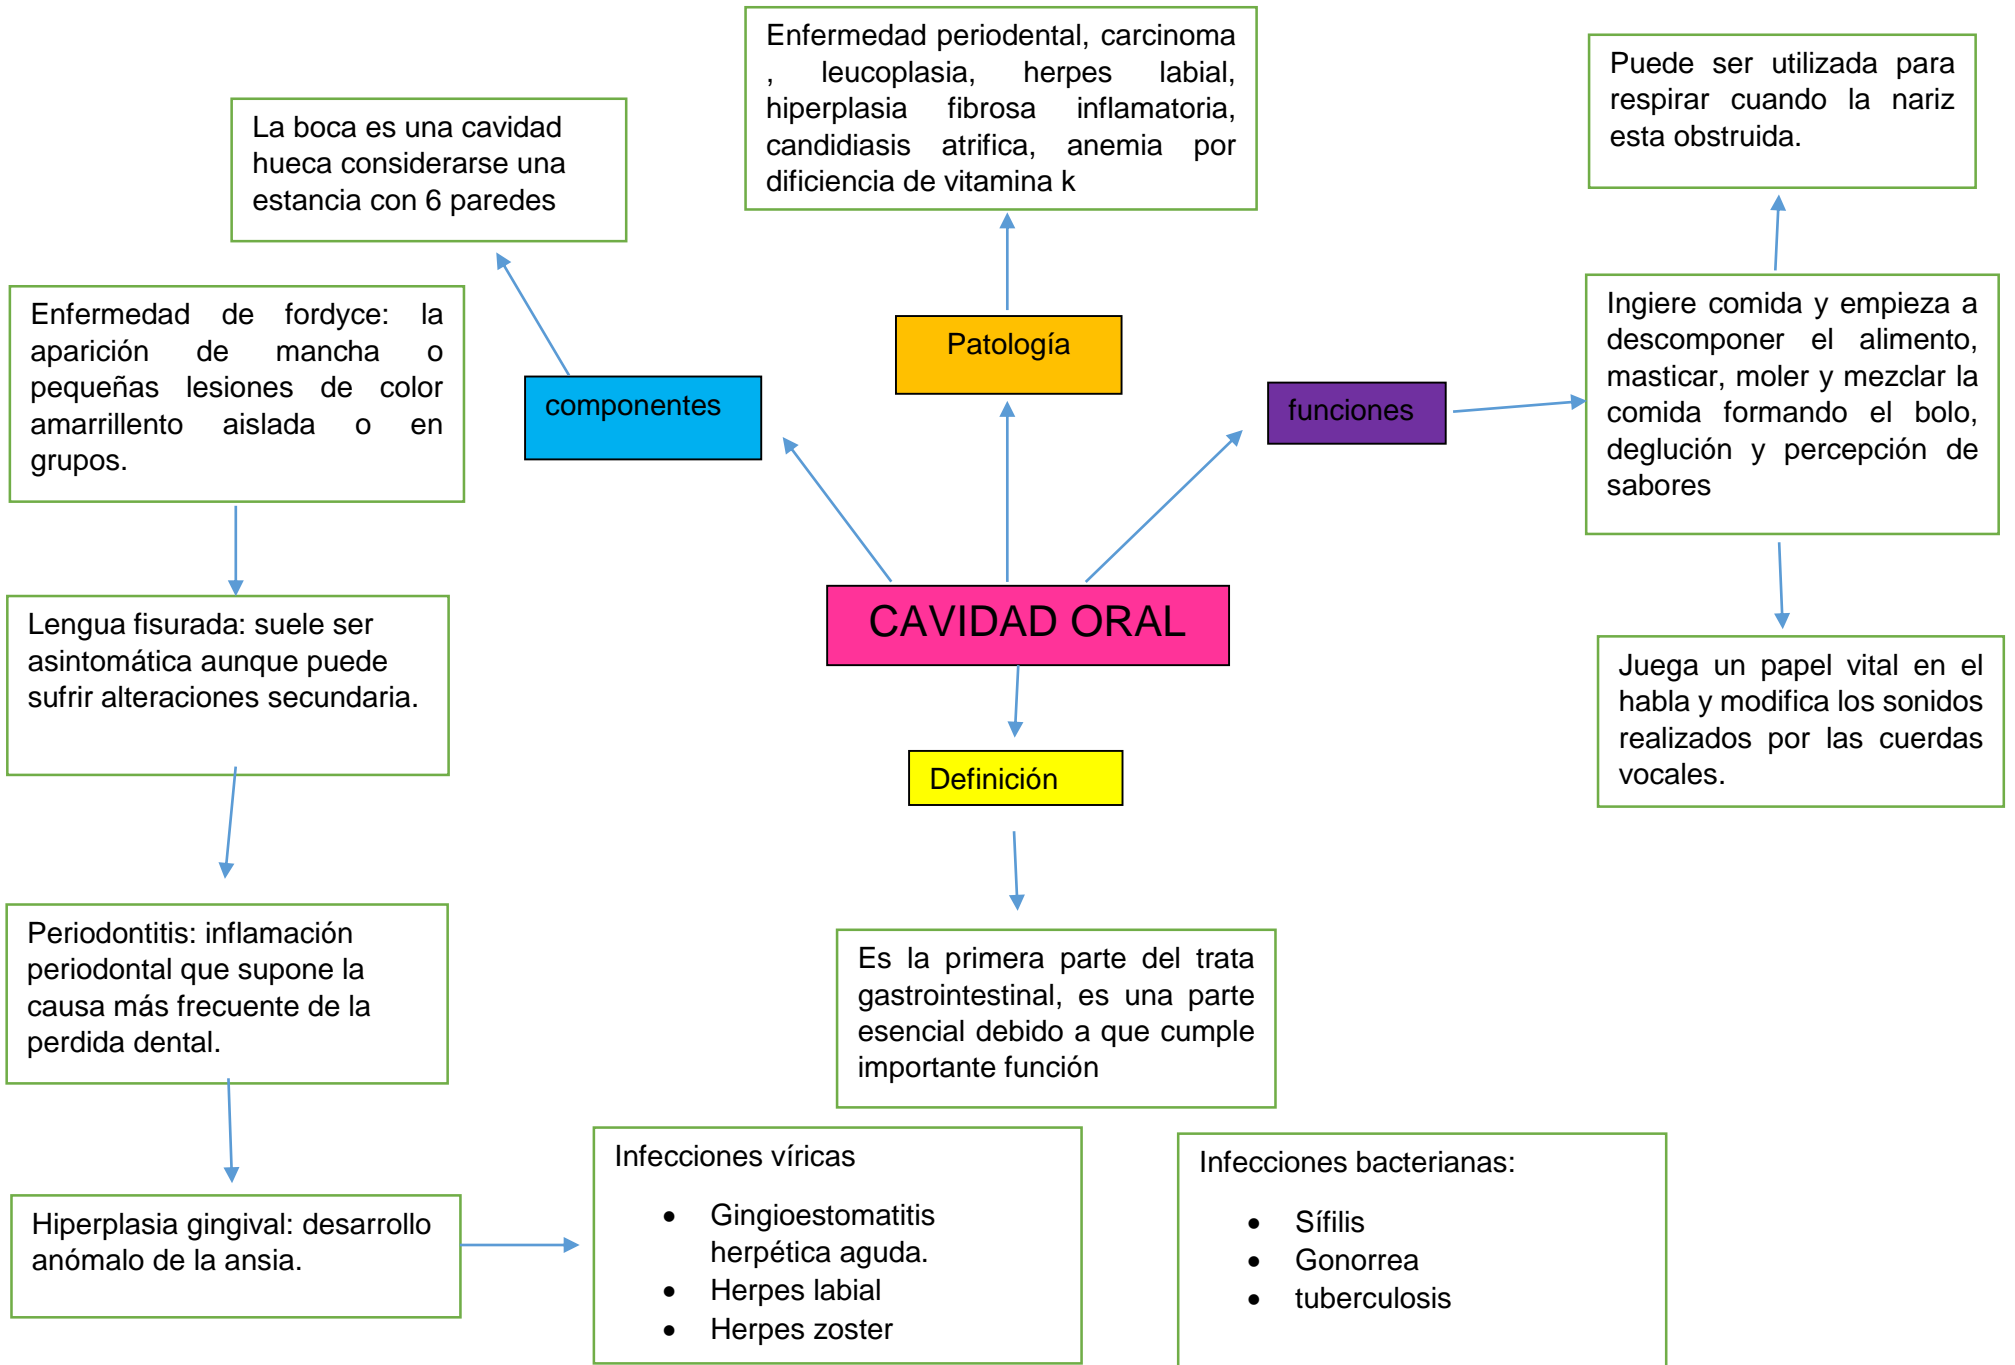 Enfermedad periodental, carcinoma
, leucoplasia, herpes labial,
hiperplasia fibrosa inflamatoria,
candidiasis atrifica, anemia por
dificiencia de vitamina k
Puede ser utilizada para
respirar cuando la nariz
esta obstruida.
La boca es una cavidad
hueca considerarse una
estancia con 6 paredes
Enfermedad de fordyce: la
aparición de mancha o
pequeñas lesiones de color
amarrillento aislada o en
grupos.
Patología
componentes
funciones
Ingiere comida y empieza a
descomponer el alimento,
masticar, moler y mezclar la
comida formando el bolo,
deglución y percepción de
sabores
CAVIDAD ORAL
Lengua fisurada: suele ser
asintomática aunque puede
sufrir alteraciones secundaria.
Juega un papel vital en el
habla y modifica los sonidos
realizados por las cuerdas
vocales.
Definición
Periodontitis: inflamación
periodontal que supone la
causa más frecuente de la
perdida dental.
Es la primera parte del trata
gastrointestinal, es una parte
esencial debido a que cumple
importante función
Hiperplasia gingival: desarrollo
anómalo de la ansia.
Infecciones víricas
• Gingioestomatitis
herpética aguda.
• Herpes labial
• Herpes zoster
Infecciones bacterianas:
• Sífilis
• Gonorrea
• tuberculosis